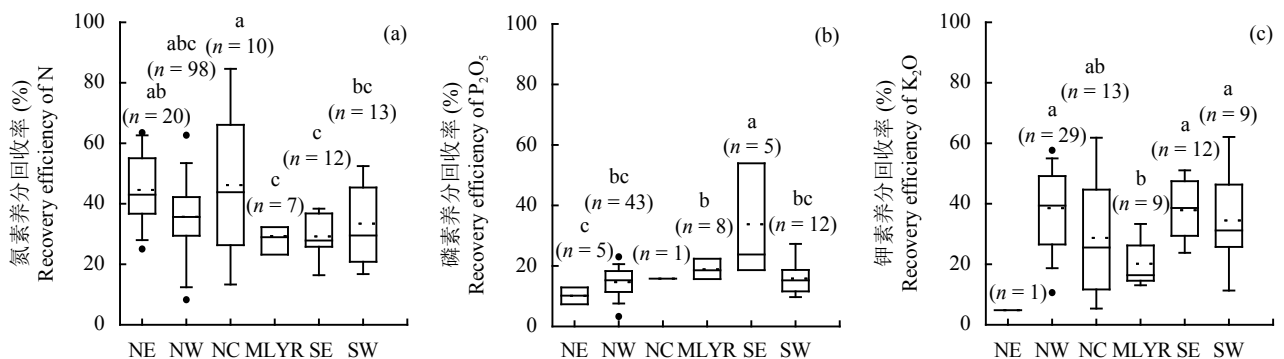 氮素养分回收率 (%)
Recovery efficiency of N
100
80
60
40
20
0
(a)
ab
(n = 20)
abc
(n = 98)
a
(n = 10)
c
(n = 7)
c
(n = 12)
bc
(n = 13)
NE NW NC MLYR SE SW
磷素养分回收率 (%)
Recovery efficiency of P₂O₅
100
80
60
40
20
0
(b)
c
(n = 5)
bc
(n = 43)
(n = 1)
b
(n = 8)
a
(n = 5)
bc
(n = 12)
NE NW NC MLYR SE SW
钾素养分回收率 (%)
Recovery efficiency of K₂O
100
80
60
40
20
0
(c)
(n = 1)
a
(n = 29)
ab
(n = 13)
b
(n = 9)
a
(n = 12)
a
(n = 9)
NE NW NC MLYR SE SW